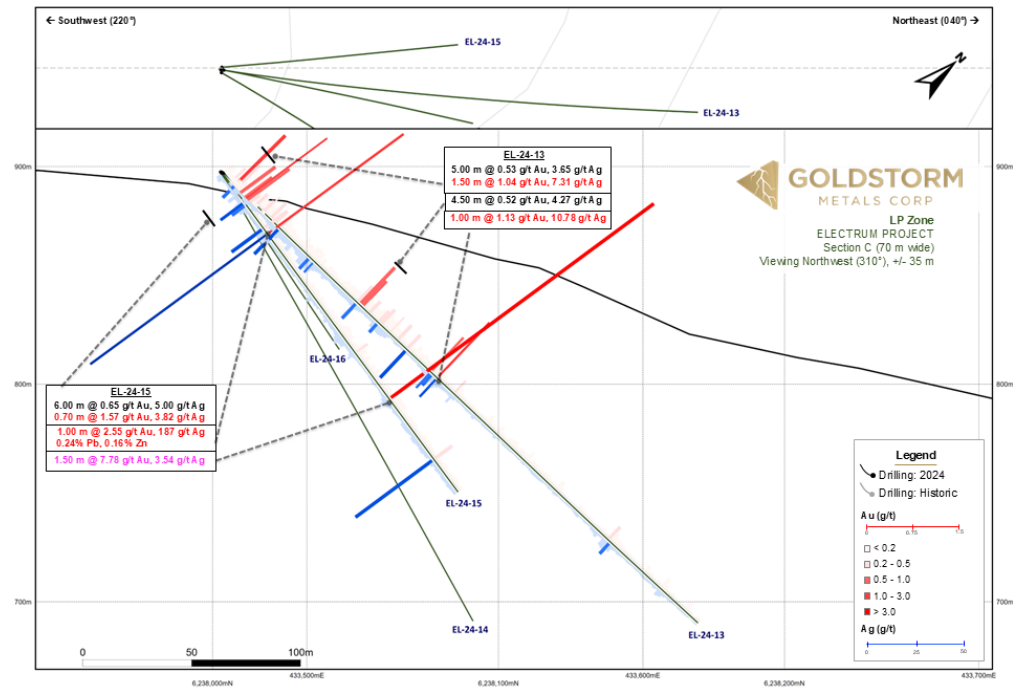 ← Southwest (220°)
Northeast (040°) →
EL-24-15
N
EL-24-13
900m
900m
EL-24-13
5.00 m @ 0.53 g/t Au, 3.65 g/t Ag
1.50 m @ 1.04 g/t Au, 7.31 g/t Ag
4.50 m @ 0.52 g/t Au, 4.27 g/t Ag
1.00 m @ 1.13 g/t Au, 10.78 g/t Ag
GOLDSTORM
METALS CORP
LP Zone
ELECTRUM PROJECT
Section C (70 m wide)
Viewing Northwest (310°), +/- 35 m
EL-24-16
800m
800m
EL-24-15
6.00 m @ 0.65 g/t Au, 5.00 g/t Ag
0.70 m @ 1.57 g/t Au, 3.82 g/t Ag
1.00 m @ 2.55 g/t Au, 187 g/t Ag
0.24% Pb, 0.16% Zn
1.50 m @ 7.78 g/t Au, 3.54 g/t Ag
EL-24-15
Legend
Drilling: 2024
Drilling: Historic
Au (g/t)
0 0.75 1.5
< 0.2
0.2 - 0.5
0.5 - 1.0
1.0 - 3.0
> 3.0
Ag (g/t)
0 25 50
700m
700m
EL-24-14
EL-24-13
0 50 100m
6,238,000mN
433,500mE
6,238,100mN
433,600mE
6,238,200mN
433,700mE